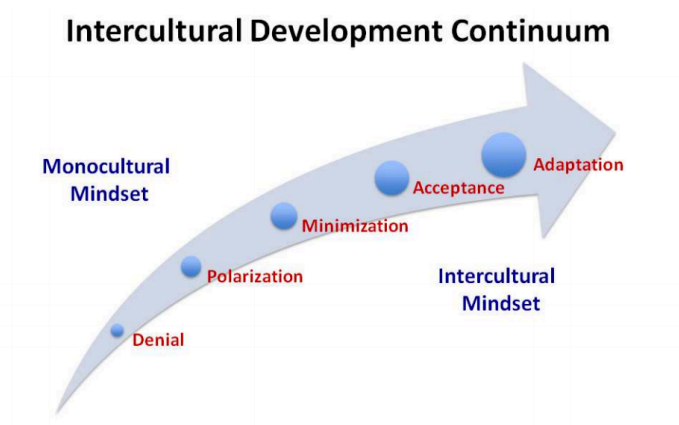 Intercultural Development Continuum
Monocultural
Mindset
Adaptation
Acceptance
Minimization
Polarization
Intercultural
Mindset
Denial